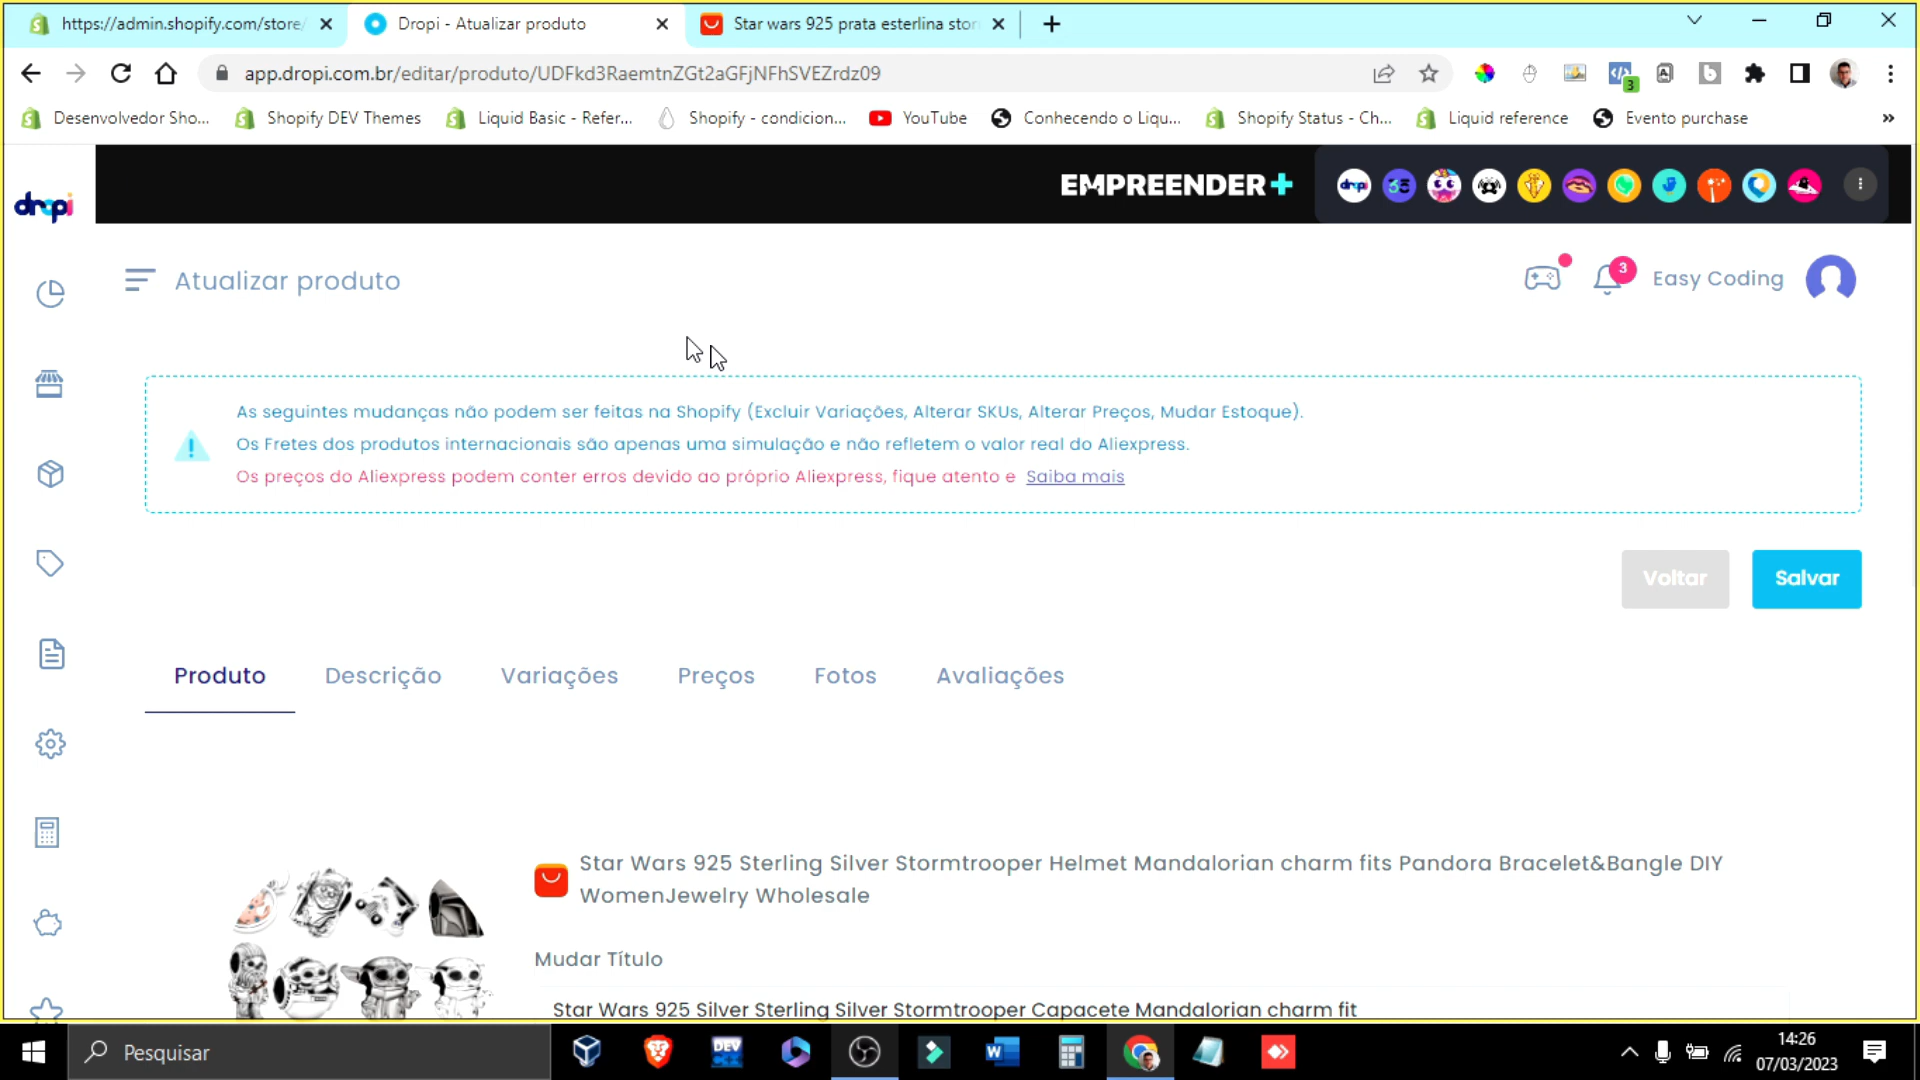 https://admin.shopify.com/store/
Dropi - Atualizar produto
Star wars 925 prata esterlina stor
app.dropi.com.br/editar/produto/UDFkd3RaemtnZGt2aGFjNFhSVEZrdz09
3
Desenvolvedor Sho...
Shopify DEV Themes
Liquid Basic - Refer...
Shopify - condicion...
YouTube
Conhecendo o Liqu...
Shopify Status - Ch...
Liquid reference
Evento purchase
»
dropi
EMPREENDER+
dropi
Atualizar produto
3
Easy Coding
As seguintes mudanças não podem ser feitas na Shopify (Excluir Variações, Alterar SKUs, Alterar Preços, Mudar Estoque).
Os Fretes dos produtos internacionais são apenas uma simulação e não refletem o valor real do Aliexpress.
Os preços do Aliexpress podem conter erros devido ao próprio Aliexpress, fique atento e Saiba mais
Voltar
Salvar
Produto
Descrição
Variações
Preços
Fotos
Avaliações
Star Wars 925 Sterling Silver Stormtrooper Helmet Mandalorian charm fits Pandora Bracelet&Bangle DIY
WomenJewelry Wholesale
Mudar Título
Star Wars 925 Silver Sterling Silver Stormtrooper Capacete Mandalorian charm fit
Pesquisar
DEV
C++
W
14:26
07/03/2023